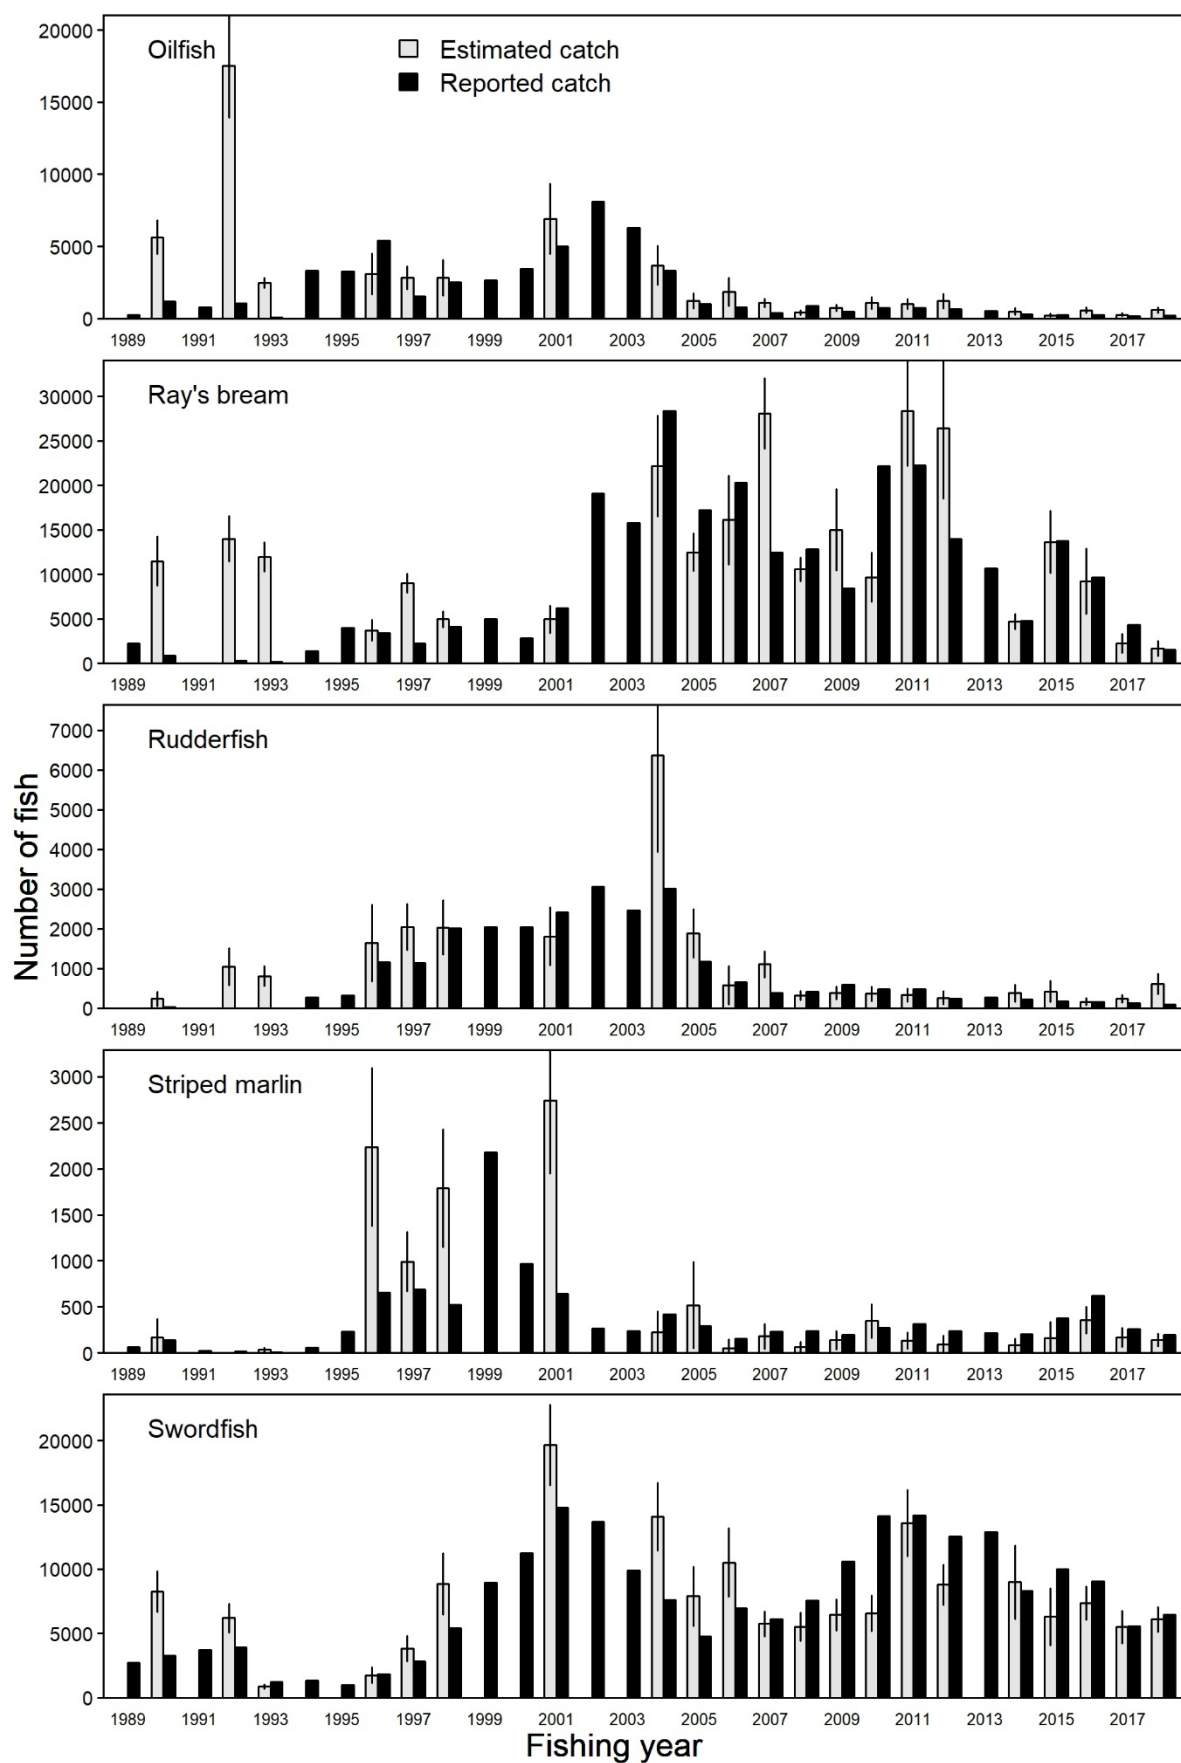 Oilfish
Estimated catch
Reported catch
20000
15000
10000
5000
0
1989 1991 1993 1995 1997 1999 2001 2003 2005 2007 2009 2011 2013 2015 2017
Ray's bream
30000
25000
20000
15000
10000
5000
0
1989 1991 1993 1995 1997 1999 2001 2003 2005 2007 2009 2011 2013 2015 2017
Rudderfish
7000
6000
5000
4000
3000
2000
1000
0
1989 1991 1993 1995 1997 1999 2001 2003 2005 2007 2009 2011 2013 2015 2017
Number of fish
Striped marlin
3000
2500
2000
1500
1000
500
0
1989 1991 1993 1995 1997 1999 2001 2003 2005 2007 2009 2011 2013 2015 2017
Swordfish
20000
15000
10000
5000
0
1989 1991 1993 1995 1997 1999 2001 2003 2005 2007 2009 2011 2013 2015 2017
Fishing year